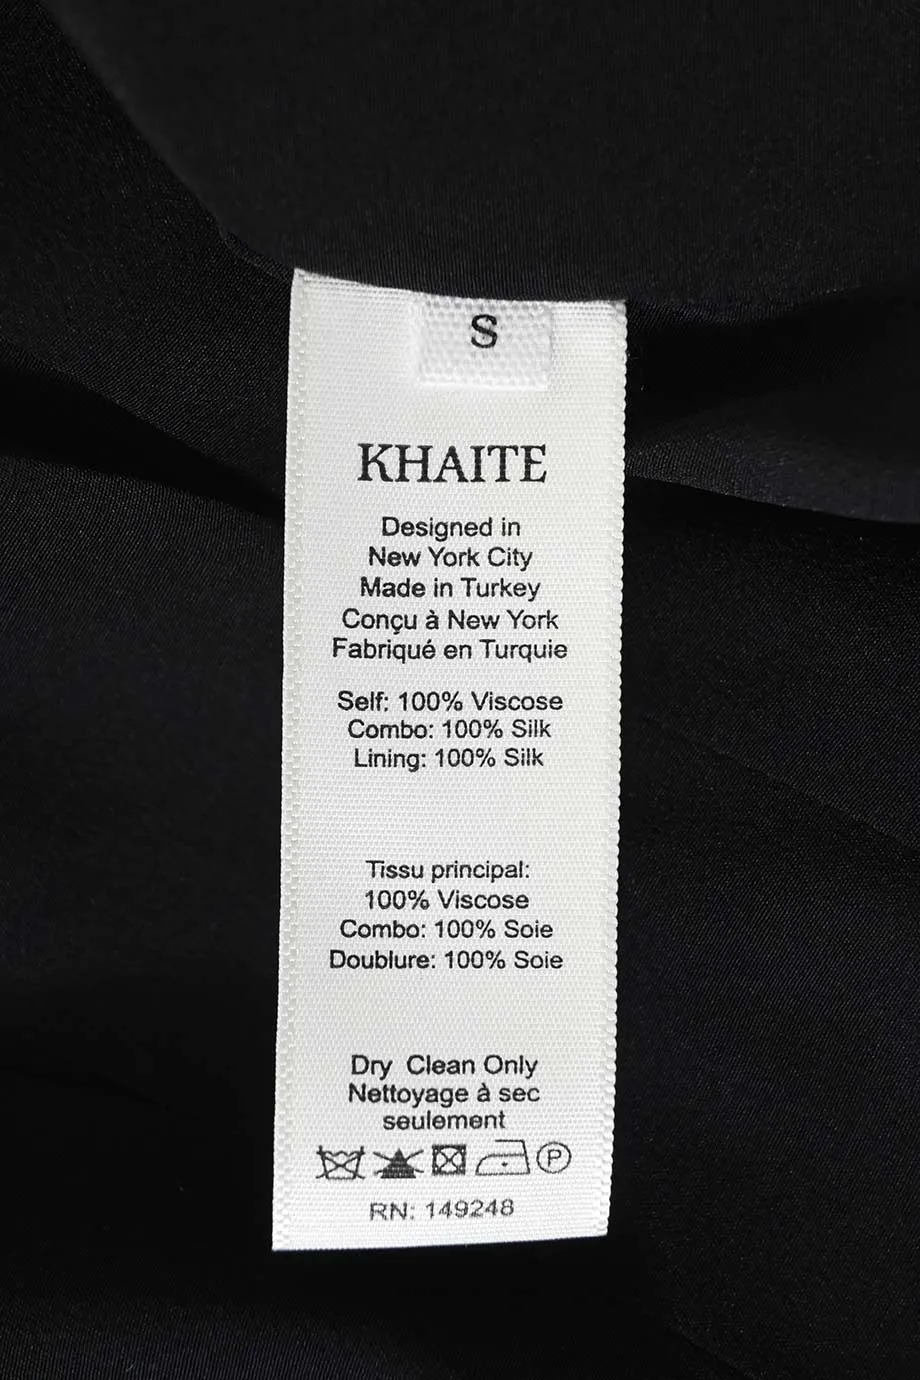 S
KHAITE
Designed in
New York City
Made in Turkey
Conçu à New York
Fabriqué en Turquie
Self: 100% Viscose
Combo: 100% Silk
Lining: 100% Silk
Tissu principal:
100% Viscose
Combo: 100% Soie
Doublure: 100% Soie
Dry Clean Only
Nettoyage à sec
seulement
P
RN: 149248